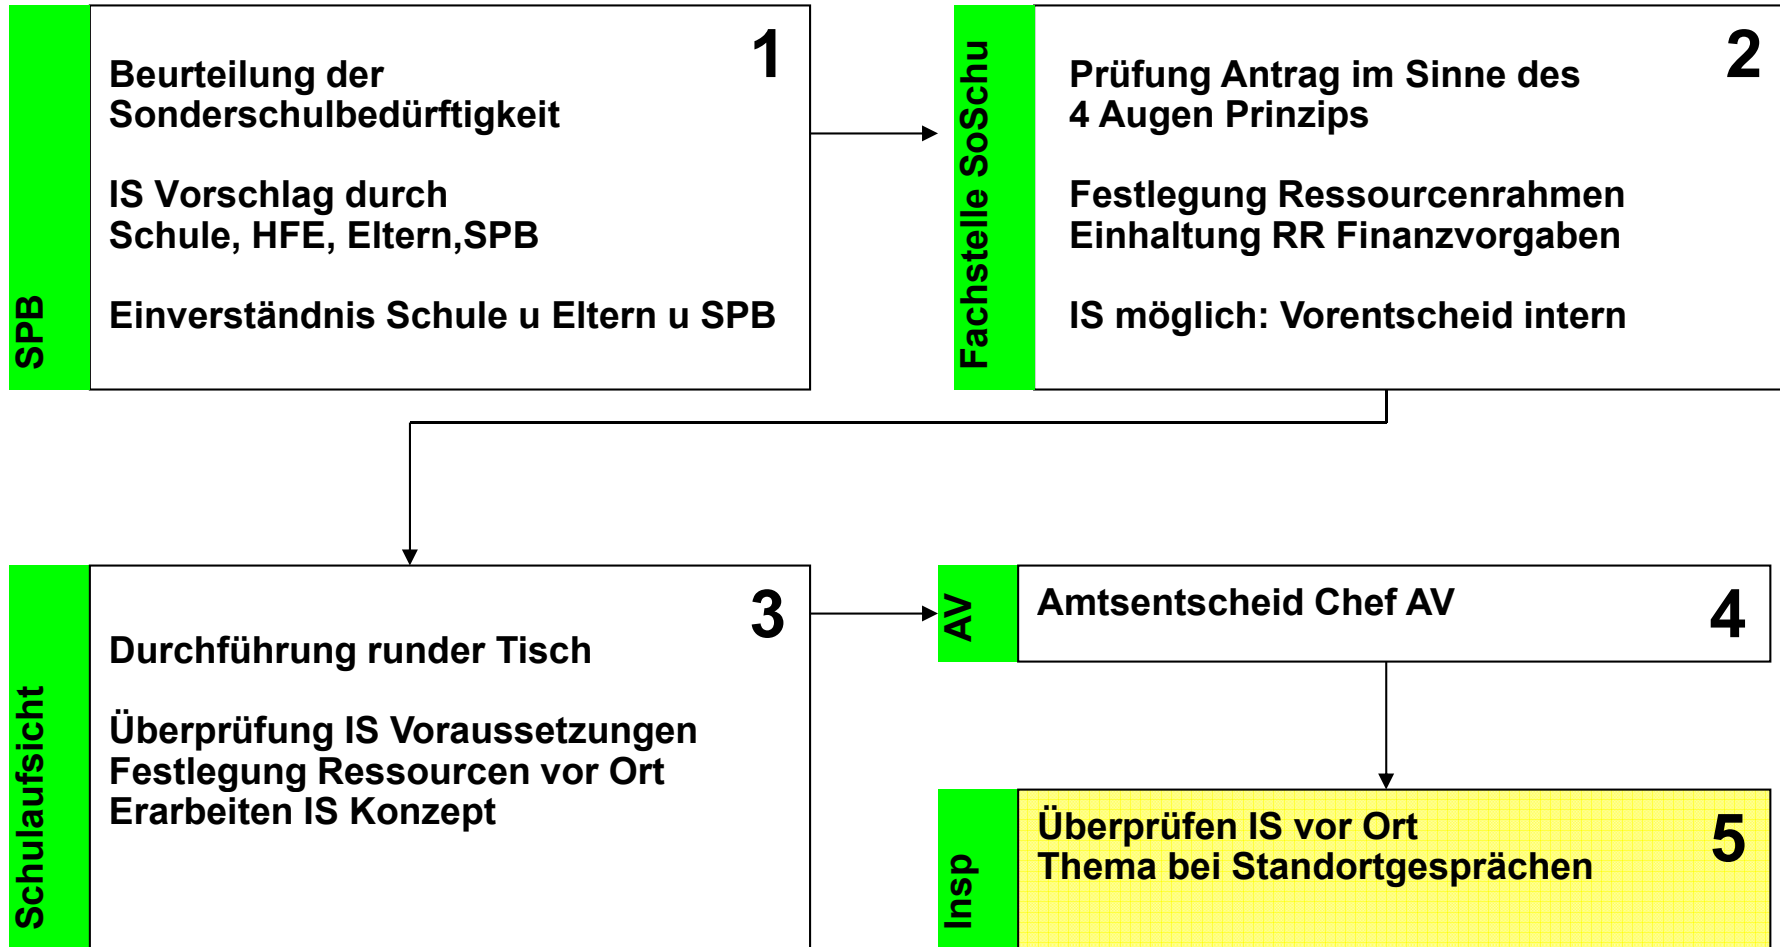 SPB
1
Beurteilung der
Sonderschulbedürftigkeit
IS Vorschlag durch
Schule, HFE, Eltern,SPB
Einverständnis Schule u Eltern u SPB
Fachstelle SoSchu
2
Prüfung Antrag im Sinne des
4 Augen Prinzips
Festlegung Ressourcenrahmen
Einhaltung RR Finanzvorgaben
IS möglich: Vorentscheid intern
Schulaufsicht
3
Durchführung runder Tisch
Überprüfung IS Voraussetzungen
Festlegung Ressourcen vor Ort
Erarbeiten IS Konzept
AV
Amtsentscheid Chef AV
4
Insp
Überprüfen IS vor Ort
5
Thema bei Standortgesprächen